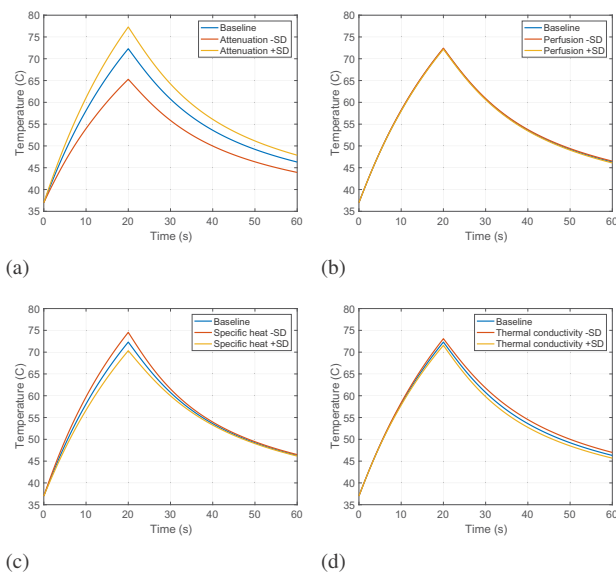 80
75
70
65
60
55
50
45
40
35
Temperature (C)
0 10 20 30 40 50 60
Time (s)
Baseline
Attenuation -SD
Attenuation +SD
(a)
80
75
70
65
60
55
50
45
40
35
Temperature (C)
0 10 20 30 40 50 60
Time (s)
Baseline
Perfusion -SD
Perfusion +SD
(b)
80
75
70
65
60
55
50
45
40
35
Temperature (C)
0 10 20 30 40 50 60
Time (s)
Baseline
Specific heat -SD
Specific heat +SD
(c)
80
75
70
65
60
55
50
45
40
35
Temperature (C)
0 10 20 30 40 50 60
Time (s)
Baseline
Thermal conductivity -SD
Thermal conductivity +SD
(d)